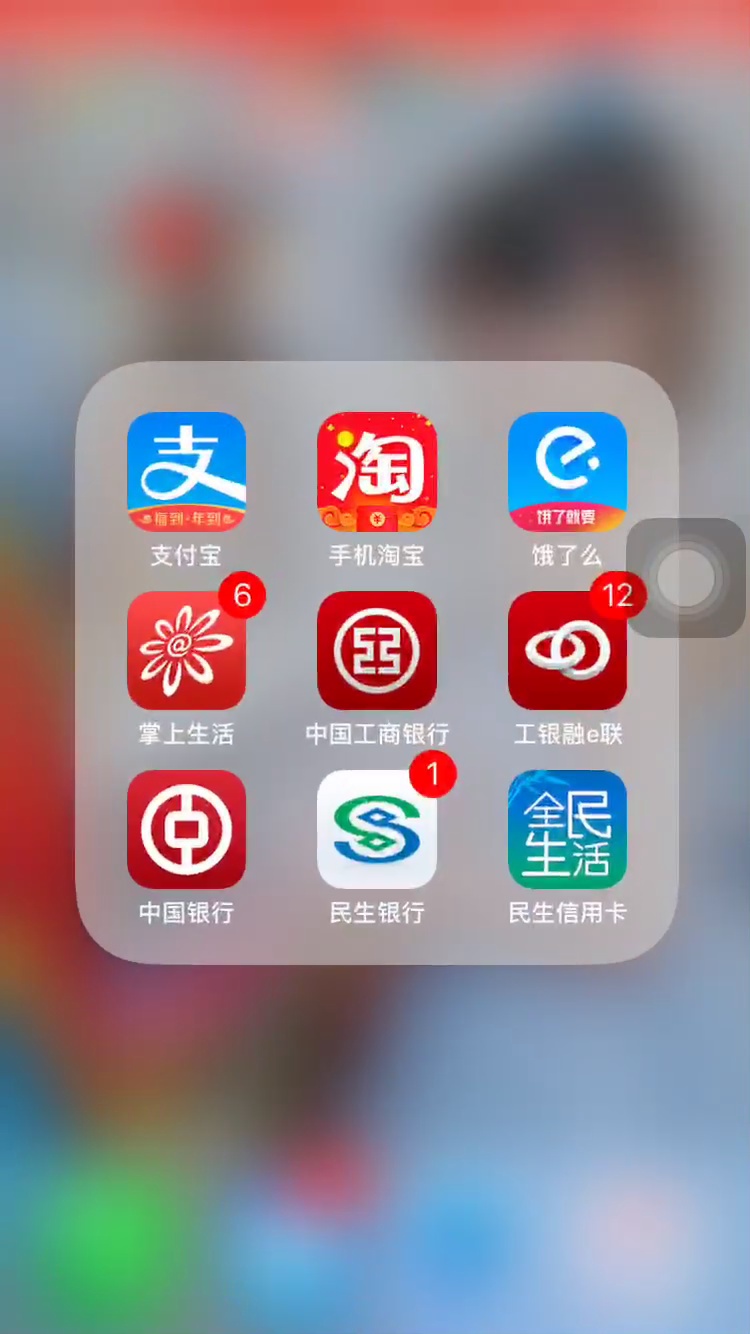 支
福到·年到
支付宝
淘
手机淘宝
饿了就要
饿了么
6
@
掌上生活
中国工商银行
12
工银融e联
中国银行
1
民生银行
全民
生活
民生信用卡